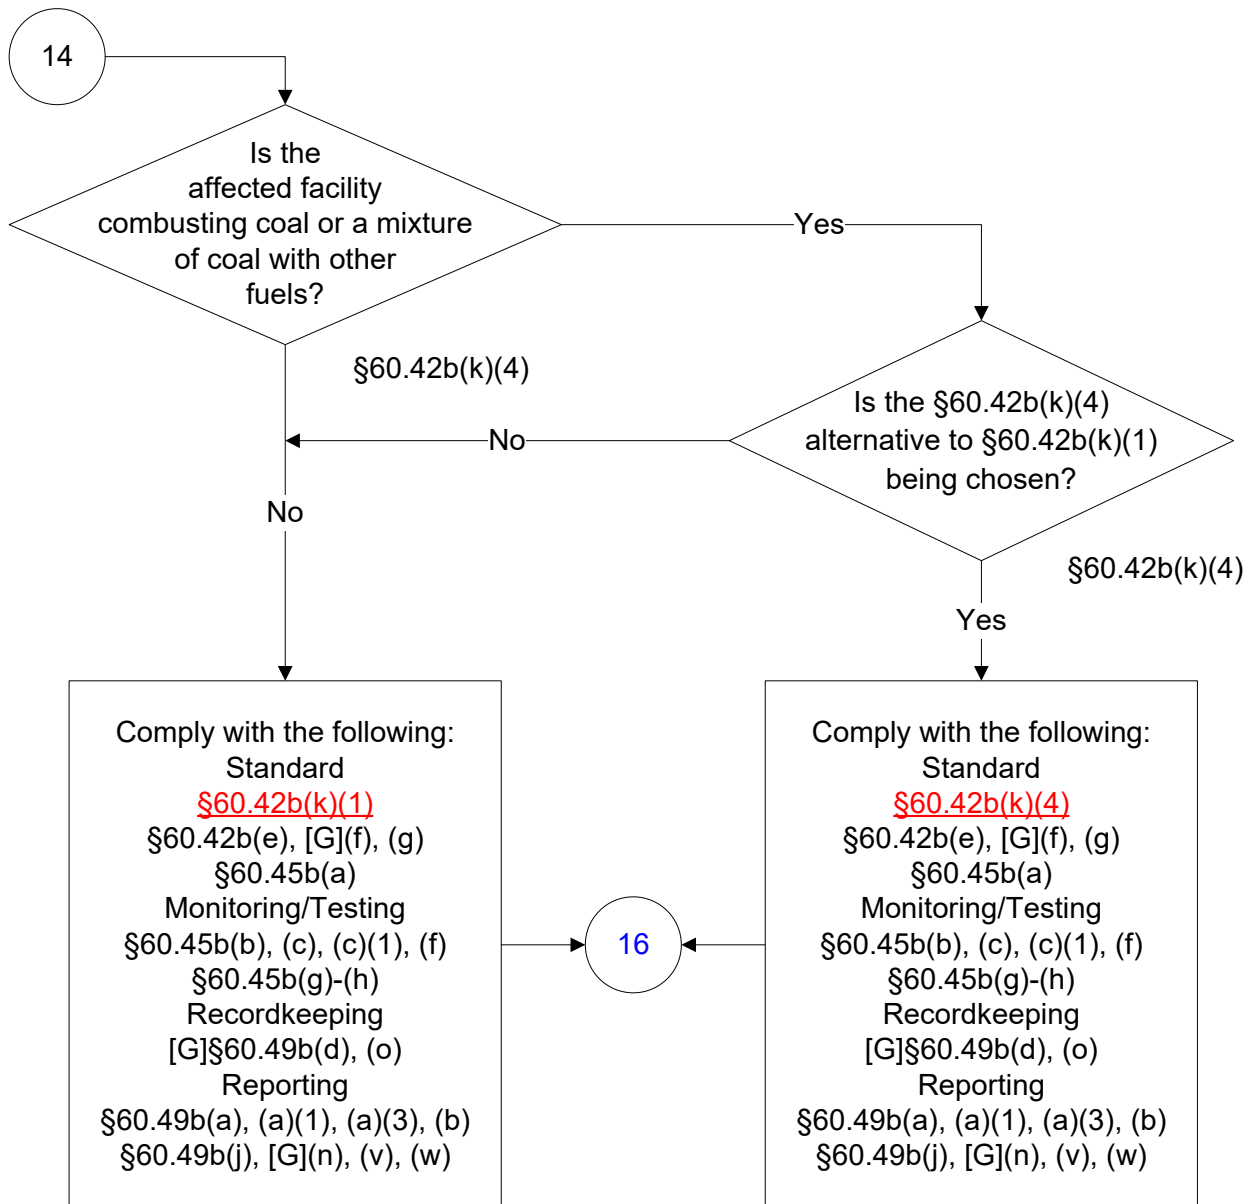 14
Is the
affected facility
combusting coal or a mixture
of coal with other
fuels?
Yes
§60.42b(k)(4)
Is the §60.42b(k)(4)
alternative to §60.42b(k)(1)
being chosen?
No
No
§60.42b(k)(4)
Yes
Comply with the following:
Standard
§60.42b(k)(1)
§60.42b(e), [G](f), (g)
§60.45b(a)
Monitoring/Testing
§60.45b(b), (c), (c)(1), (f)
§60.45b(g)-(h)
Recordkeeping
[G]§60.49b(d), (o)
Reporting
§60.49b(a), (a)(1), (a)(3), (b)
§60.49b(j), [G](n), (v), (w)
16
Comply with the following:
Standard
§60.42b(k)(4)
§60.42b(e), [G](f), (g)
§60.45b(a)
Monitoring/Testing
§60.45b(b), (c), (c)(1), (f)
§60.45b(g)-(h)
Recordkeeping
[G]§60.49b(d), (o)
Reporting
§60.49b(a), (a)(1), (a)(3), (b)
§60.49b(j), [G](n), (v), (w)